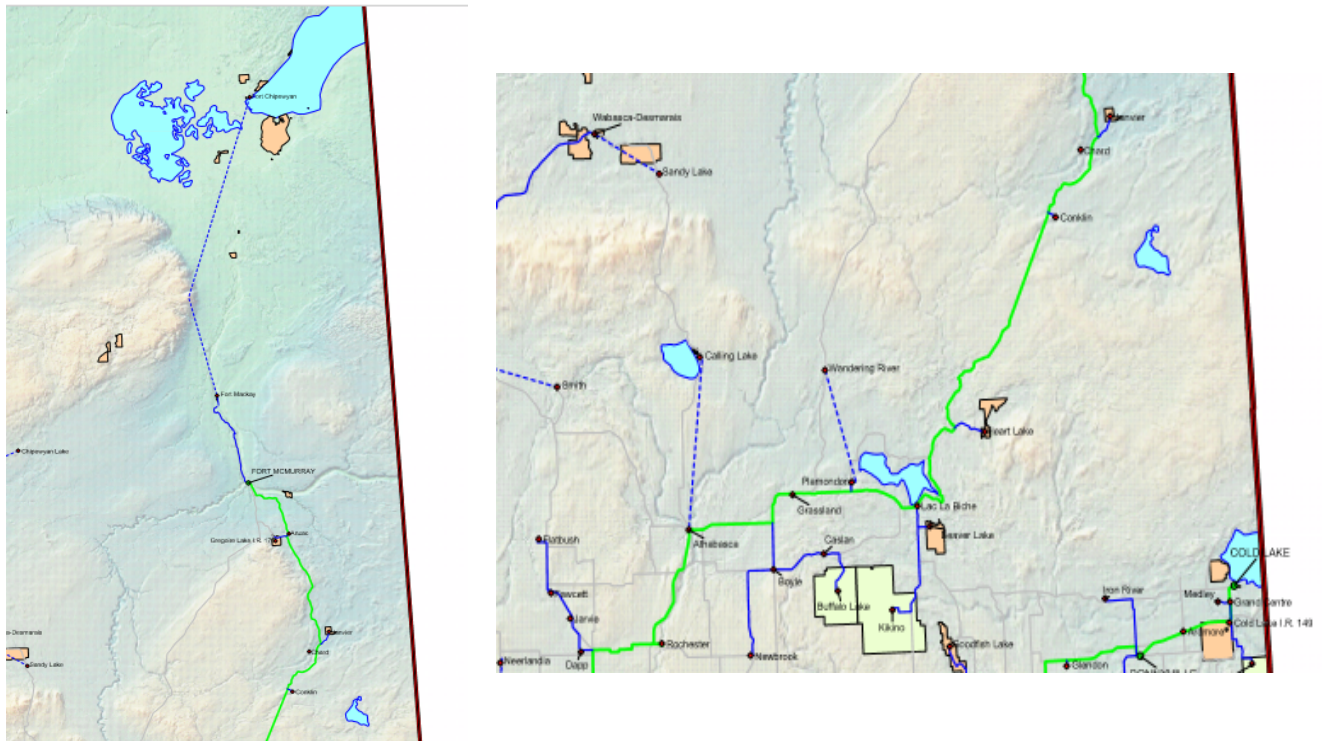 Fort Chipewyan
Fort Mackay
Chipewyan Lake
FORT MCMURRAY
Anzac
Janvier
Chard
Sandy Lake
Conklin
Wabasca-Desmarais
Sandy Lake
Janvier
Chard
Conklin
Calling Lake
Smith
Wandering River
Heart Lake
Plamondon
Grassland
Lac La Biche
Athabasca
Beaver Lake
Flatbush
Caslan
COLD LAKE
Boyle
Fawcett
Buffalo Lake
Iron River
Medley
Grand Centre
Jarvie
Kikino
Cold Lake I.R. 149
Ardmore
Rochester
Goodfish Lake
Neerlandia
Dapp
Newbrook
Glendon